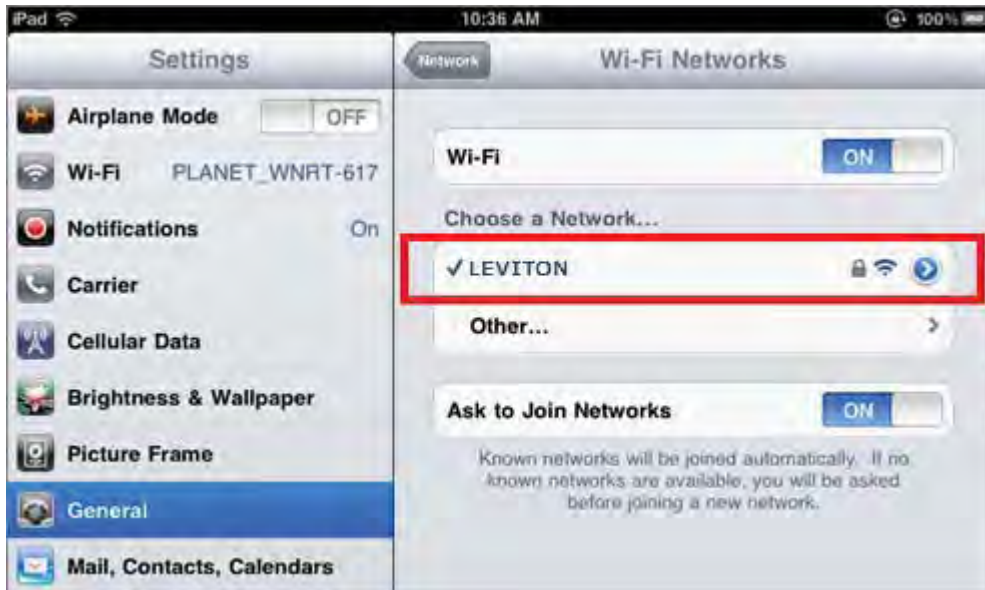 iPad 10:36 AM 100%
Settings
Airplane Mode OFF
Wi-Fi PLANET_WNRT-617
Notifications On
Carrier
Cellular Data
Brightness & Wallpaper
Picture Frame
General
Mail, Contacts, Calendars
Network Wi-Fi Networks
Wi-Fi ON
Choose a Network...
✓LEVITON
Other...
Ask to Join Networks ON
Known networks will be joined automatically. If no
known networks are available, you will be asked
before joining a new network.